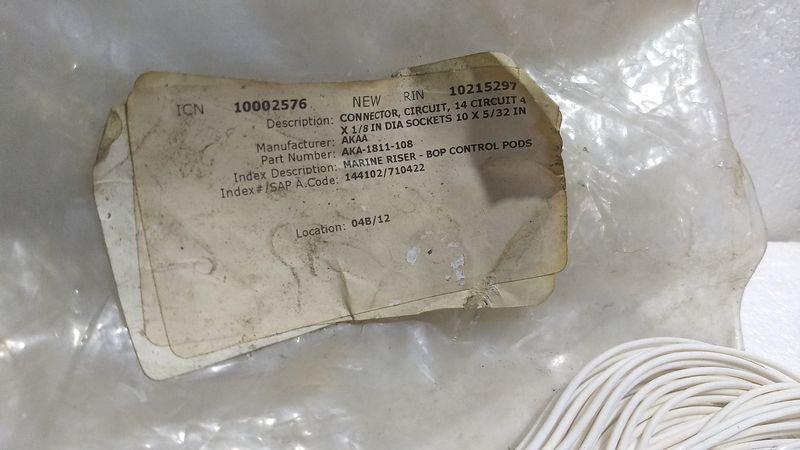 ICN 10002576 NEW RIN 10215297
Description: CONNECTOR, CIRCUIT, 14 CIRCUIT 4
X 1/8 IN DIA SOCKETS 10 X 5/32 IN
Manufacturer: AKAA
Part Number: AKA-1811-108
Index Description: MARINE RISER - BOP CONTROL PODS
Index#/SAP A.Code: 144102/710422
Location: 04B/12